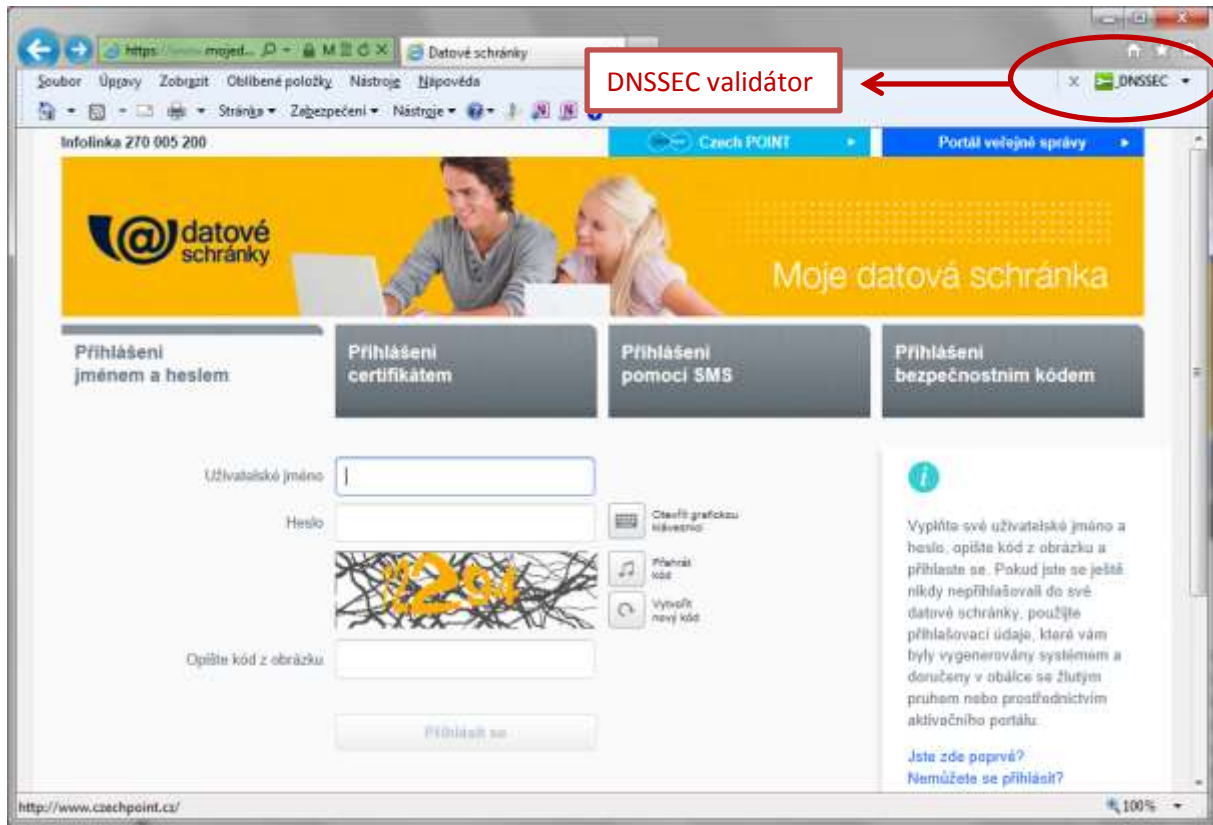 https://www.mojed...
Datové schránky
DNSSEC validátor
Soubor Úpravy Zobrazit Oblíbené položky Nástroje Nápověda
x DNSSEC
Stránka Zabezpečení Nástroje
Infolinka 270 005 200
Czech POINT
Portál veřejné správy
datové
schránky
Moje datová schránka
Přihlášení
jménem a heslem
Přihlášení
certifikátem
Přihlášení
pomocí SMS
Přihlášení
bezpečnostním kódem
Uživatelské jméno
Heslo
Otevřít grafickou
klávesnici
Přehrát
kód
Vytvořit
nový kód
Opište kód z obrázku
Přihlásit se
Vyplňte své uživatelské jméno a
heslo, opište kód z obrázku a
přihlaste se. Pokud jste se ještě
nikdy nepřihlašovali do své
datové schránky, použijte
přihlašovací údaje, které vám
byly vygenerovány systémem a
doručeny v obálce se žlutým
pruhem nebo prostřednictvím
aktivačního portálu.
Jste zde poprvé?
Nemůžete se přihlásit?
http://www.czechpoint.cz/
100%